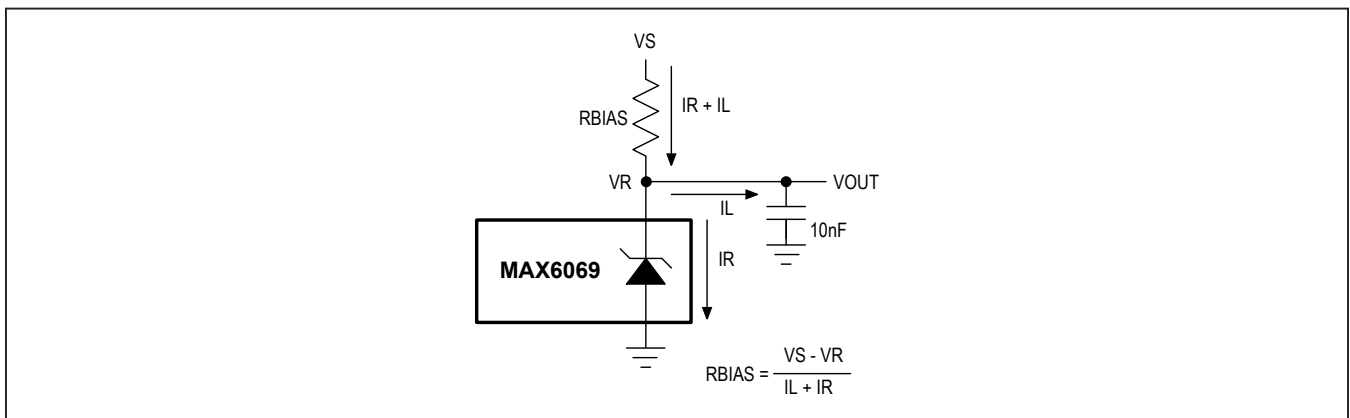 VS
IR + IL
RBIAS
VR
VOUT
IL
10nF
IR
MAX6069
RBIAS = VS - VR
IL + IR